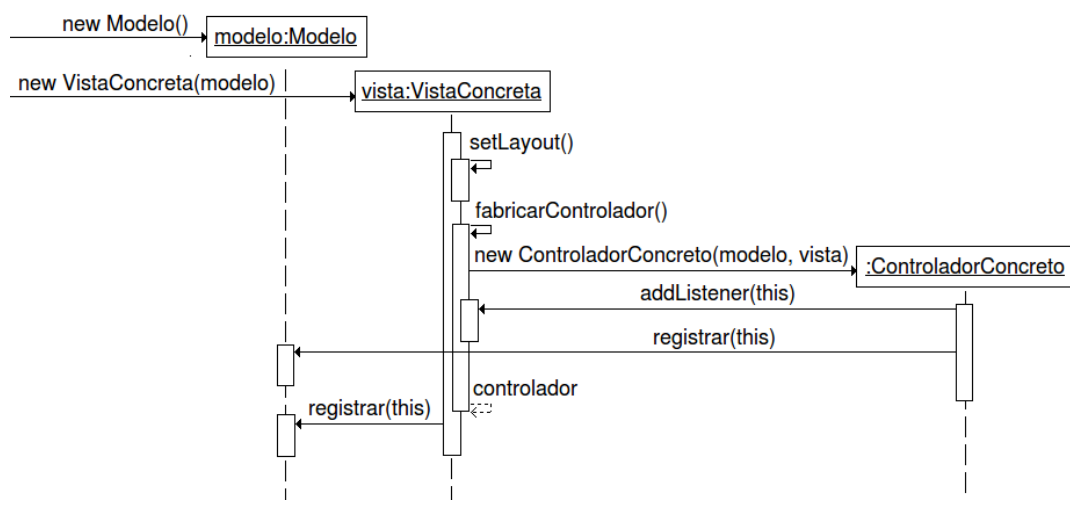 new Modelo()
modelo:Modelo
new VistaConcreta(modelo)
vista:VistaConcreta
setLayout()
fabricarControlador()
new ControladorConcreto(modelo, vista)
:ControladorConcreto
addListener(this)
registrar(this)
controlador
registrar(this)